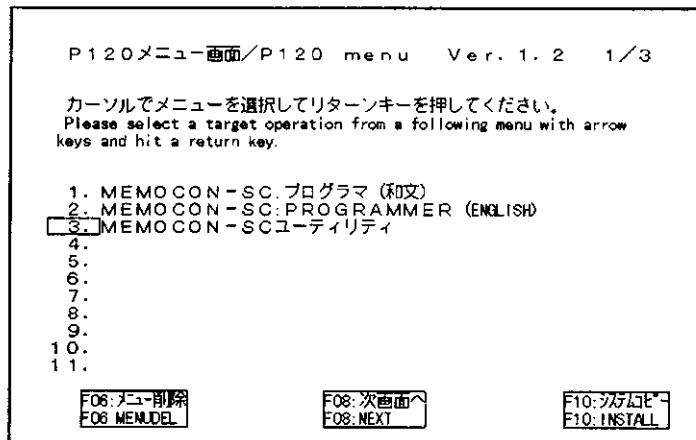 P120メニュー画面/P120 menu Ver. 1. 2 1/3
カーソルでメニューを選択してリターンキーを押してください。
Please select a target operation from a following menu with arrow
keys and hit a return key.
1. MEMOCON-SC.プログラマ (和文)
2. MEMOCON-SC:PROGRAMMER (ENGLISH)
3. MEMOCON-SCユーティリティ
4.
5.
6.
7.
8.
9.
10.
11.
F06:メニュー削除 F08:次画面へ F10:システムコピー
F06 MENUDEL F08:NEXT F10:INSTALL